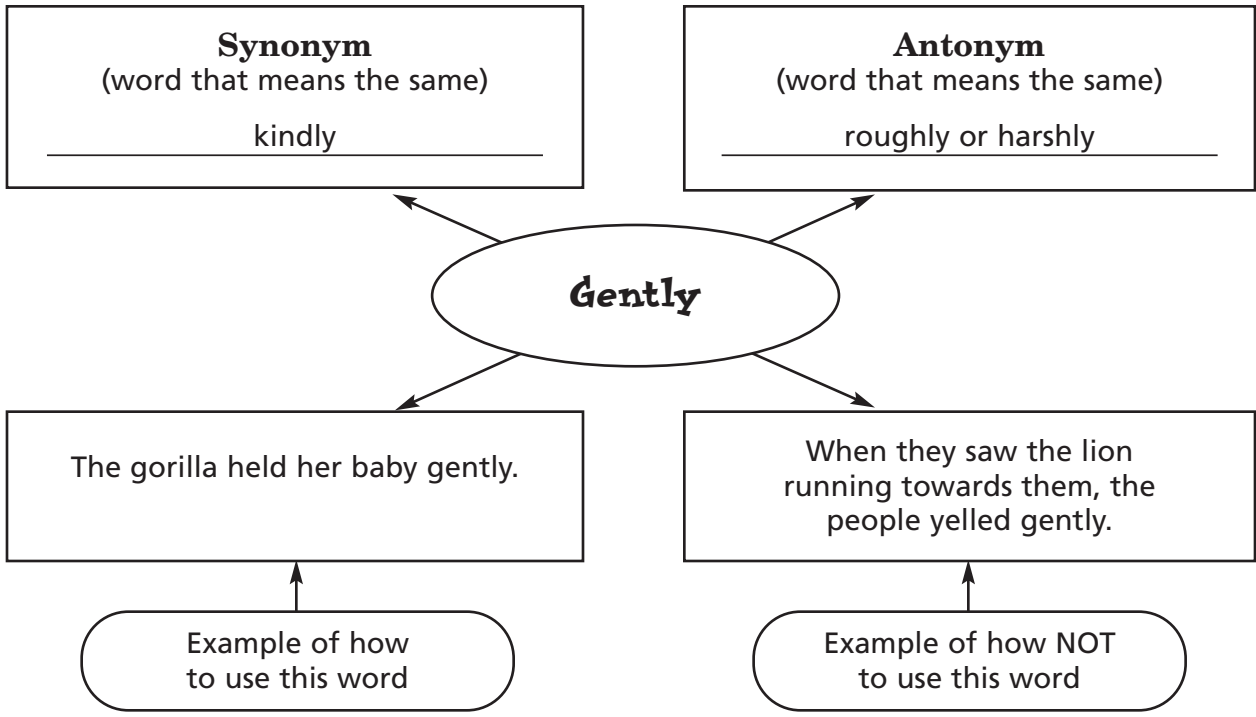 Synonym
(word that means the same)
kindly
Antonym
(word that means the same)
roughly or harshly
Gently
The gorilla held her baby gently.
When they saw the lion
running towards them, the
people yelled gently.
Example of how
to use this word
Example of how NOT
to use this word